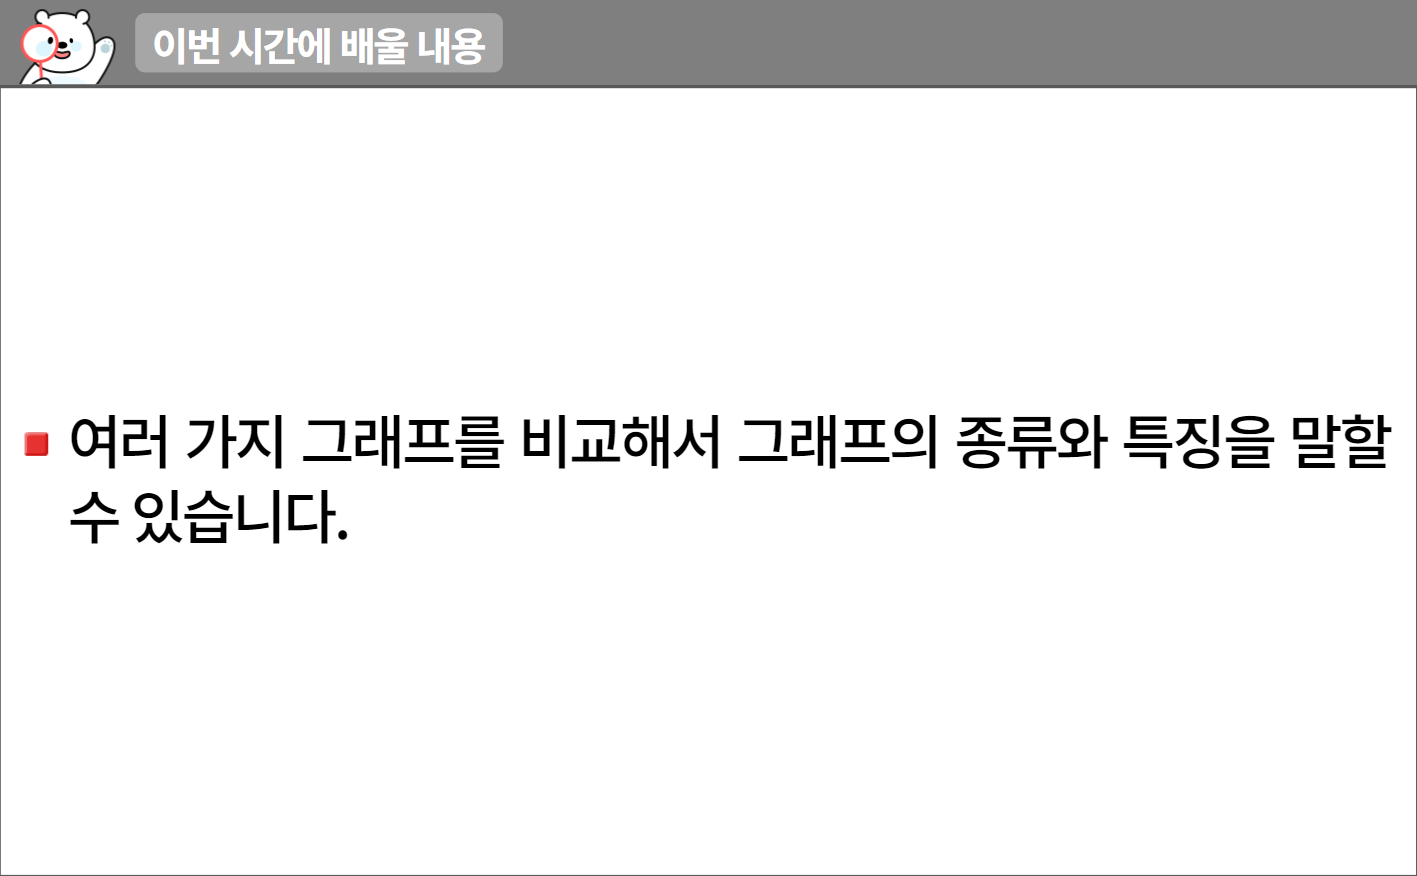 이번 시간에 배울 내용
여러 가지 그래프를 비교해서 그래프의 종류와 특징을 말할
수 있습니다.